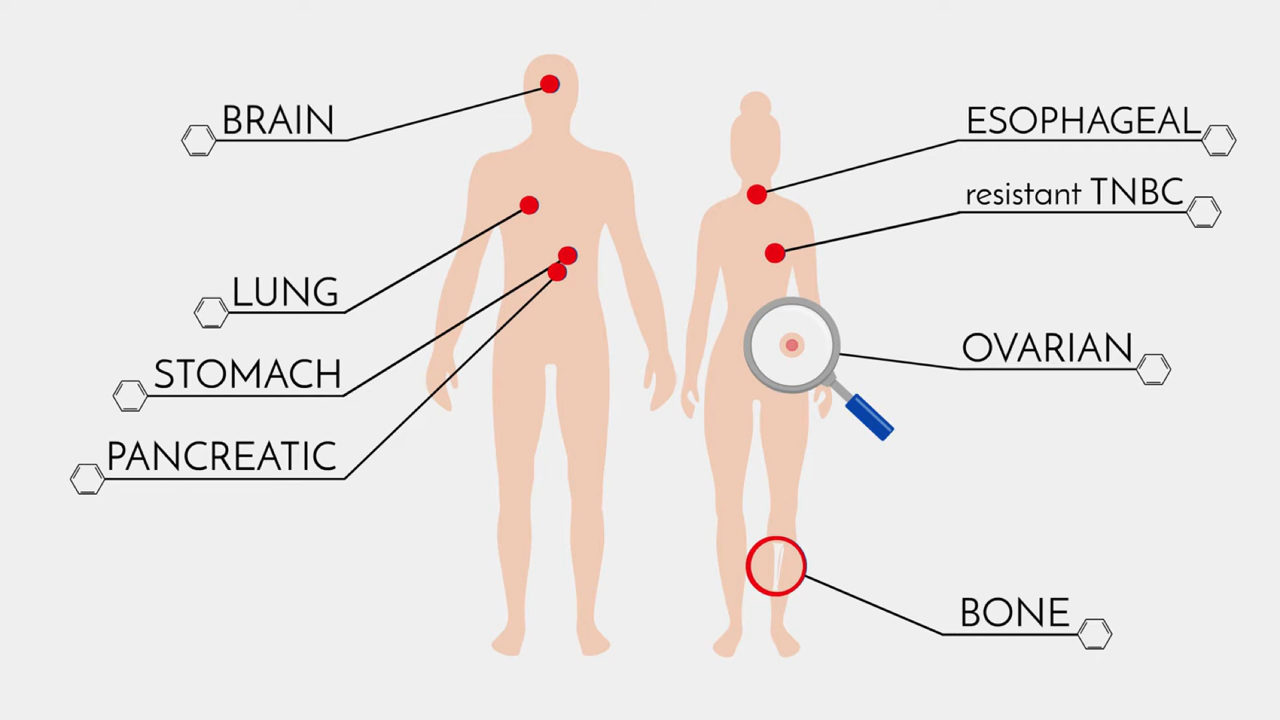 BRAIN
LUNG
STOMACH
PANCREATIC
ESOPHAGEAL
resistant TNBC
OVARIAN
BONE